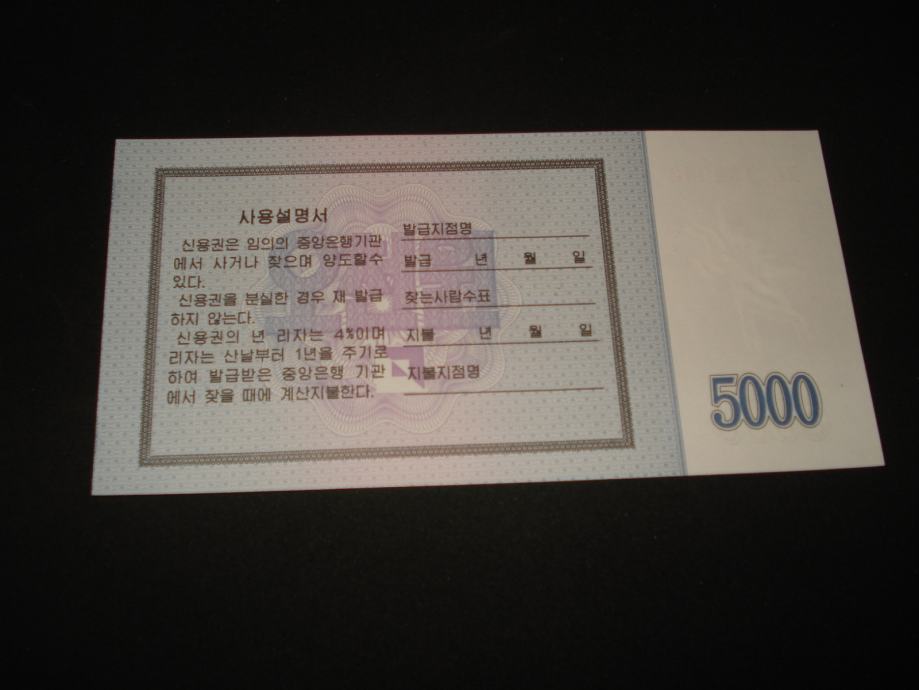 사용설명서
신용권은 임의의 중앙은행기관
에서 사거나 찾으며 양도할수
있다.
신용권을 분실한 경우 재 발급
하지 않는다.
신용권의 년 리자는 4%이며
리자는 산날부터 1년을 주기로
하여 발급받은 중앙은행 기관
에서 찾을 때에 계산지불한다.
발급지점명
발급 년 월 일
찾는사람수표
지불 년 월 일
지불지점명
5000